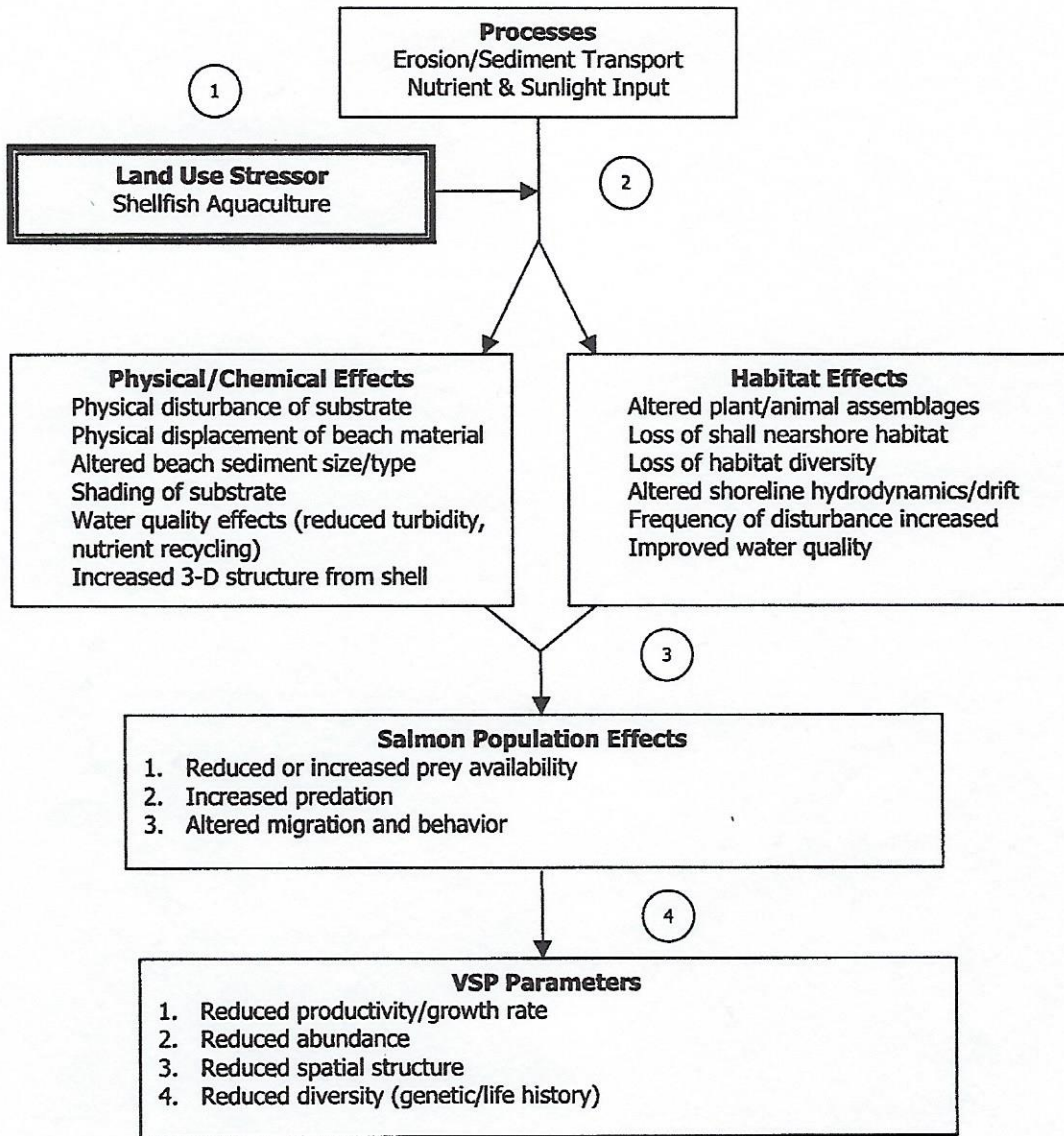 Processes
Erosion/Sediment Transport
Nutrient & Sunlight Input
1
Land Use Stressor
Shellfish Aquaculture
2
Physical/Chemical Effects
Physical disturbance of substrate
Physical displacement of beach material
Altered beach sediment size/type
Shading of substrate
Water quality effects (reduced turbidity,
nutrient recycling)
Increased 3-D structure from shell
Habitat Effects
Altered plant/animal assemblages
Loss of shall nearshore habitat
Loss of habitat diversity
Altered shoreline hydrodynamics/drift
Frequency of disturbance increased
Improved water quality
3
Salmon Population Effects
1. Reduced or increased prey availability
2. Increased predation
3. Altered migration and behavior
4
VSP Parameters
1. Reduced productivity/growth rate
2. Reduced abundance
3. Reduced spatial structure
4. Reduced diversity (genetic/life history)